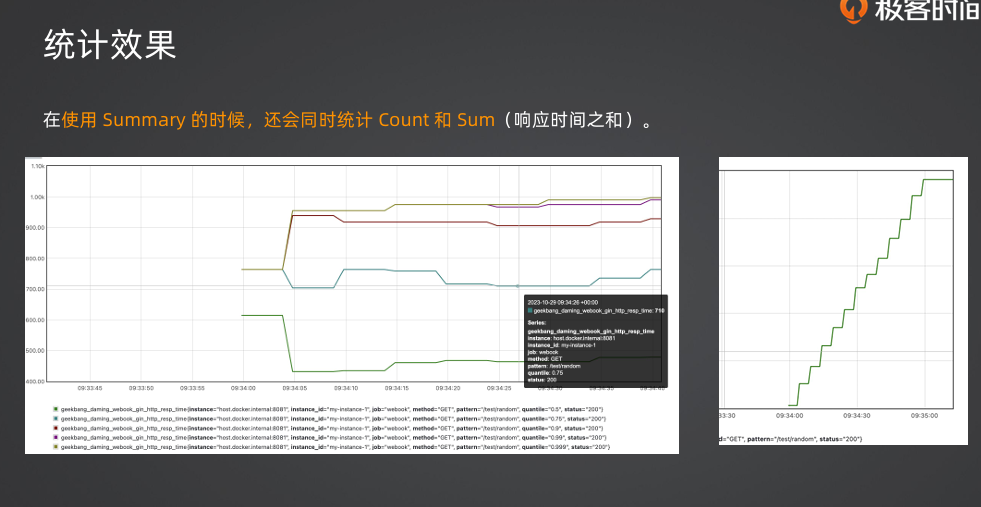 极客时间
统计效果
在使用 Summary 的时候，还会同时统计 Count 和 Sum（响应时间之和）。
1.10k
1.00k
900.00
800.00
700.00
600.00
500.00
400.00
2023-10-29 09:34:26 +00:00
geekbang_daming_webook_gin_http_resp_time: 710
Series:
geekbang_daming_webook_gin_http_resp_time
instance: host.docker.internal:8081
instance_id: my-instance-1
job: webook
method: GET
pattern: /test/random
quantile: 0.75
status: 200
09:33:45 09:33:50 09:33:55 09:34:00 09:34:05 09:34:10 09:34:15 09:34:20 09:34:25
geekbang_daming_webook_gin_http_resp_time{instance="host.docker.internal:8081", instance_id="my-instance-1", job="webook", method="GET", pattern="/test/random", quantile="0.5", status="200"}
geekbang_daming_webook_gin_http_resp_time{instance="host.docker.internal:8081", instance_id="my-instance-1", job="webook", method="GET", pattern="/test/random", quantile="0.75", status="200"}
geekbang_daming_webook_gin_http_resp_time{instance="host.docker.internal:8081", instance_id="my-instance-1", job="webook", method="GET", pattern="/test/random", quantile="0.9", status="200"}
geekbang_daming_webook_gin_http_resp_time{instance="host.docker.internal:8081", instance_id="my-instance-1", job="webook", method="GET", pattern="/test/random", quantile="0.99", status="200"}
geekbang_daming_webook_gin_http_resp_time{instance="host.docker.internal:8081", instance_id="my-instance-1", job="webook", method="GET", pattern="/test/random", quantile="0.999", status="200"}
33:30 09:34:00 09:34:30 09:35:00
d="GET", pattern="/test/random", status="200"}